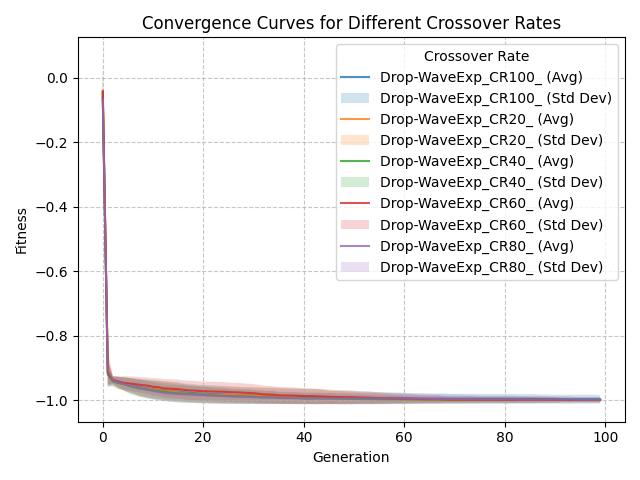 Convergence Curves for Different Crossover Rates
Crossover Rate
Drop-WaveExp_CR100_ (Avg)
Drop-WaveExp_CR100_ (Std Dev)
Drop-WaveExp_CR20_ (Avg)
Drop-WaveExp_CR20_ (Std Dev)
Drop-WaveExp_CR40_ (Avg)
Drop-WaveExp_CR40_ (Std Dev)
Drop-WaveExp_CR60_ (Avg)
Drop-WaveExp_CR60_ (Std Dev)
Drop-WaveExp_CR80_ (Avg)
Drop-WaveExp_CR80_ (Std Dev)
Fitness
0.0
−0.2
−0.4
−0.6
−0.8
−1.0
0 20 40 60 80 100
Generation